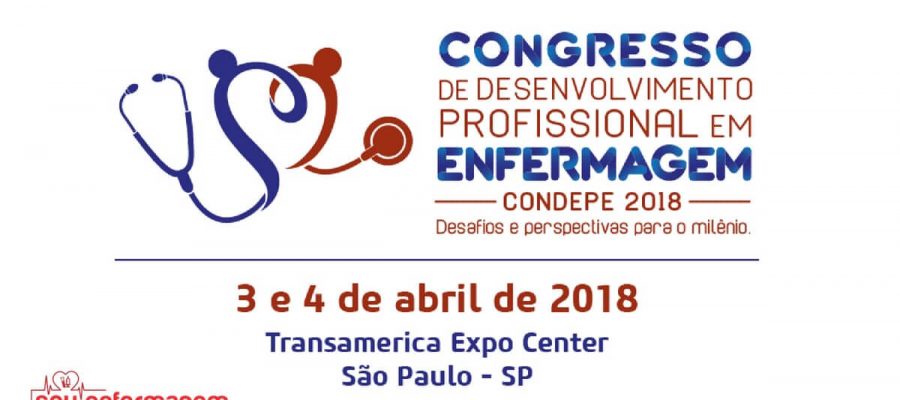 CONGRESSO
DE DESENVOLVIMENTO
PROFISSIONAL EM
ENFERMAGEM
CONDEPE 2018
Desafios e perspectivas para o milênio.
3 e 4 de abril de 2018
Transamerica Expo Center
São Paulo - SP